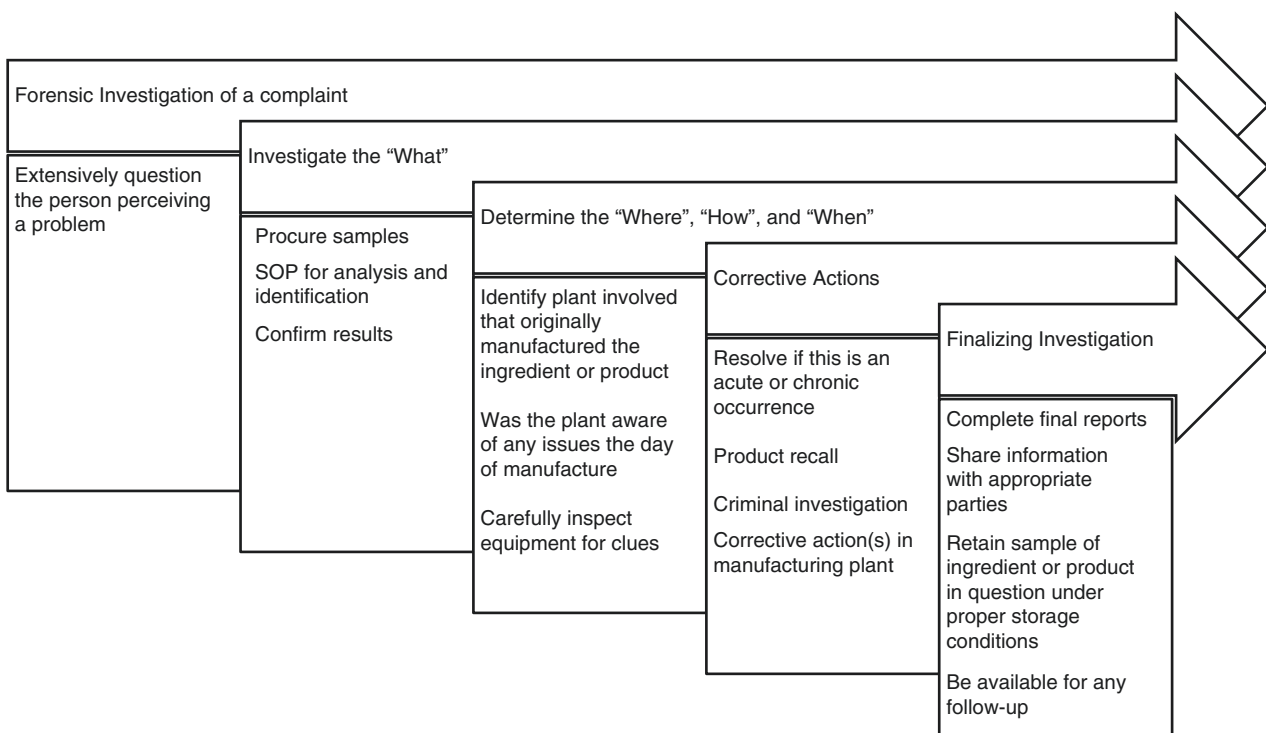 Forensic Investigation of a complaint
Extensively question
the person perceiving
a problem
Investigate the “What”
Procure samples
SOP for analysis and
identification
Confirm results
Determine the “Where”, “How”, and “When”
Identify plant involved
that originally
manufactured the
ingredient or product
Was the plant aware
of any issues the day
of manufacture
Carefully inspect
equipment for clues
Corrective Actions
Resolve if this is an
acute or chronic
occurrence
Product recall
Criminal investigation
Corrective action(s) in
manufacturing plant
Finalizing Investigation
Complete final reports
Share information
with appropriate
parties
Retain sample of
ingredient or product
in question under
proper storage
conditions
Be available for any
follow-up